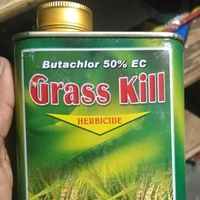 Butachlor 50% EC
Grass Kill
HERBICIDE